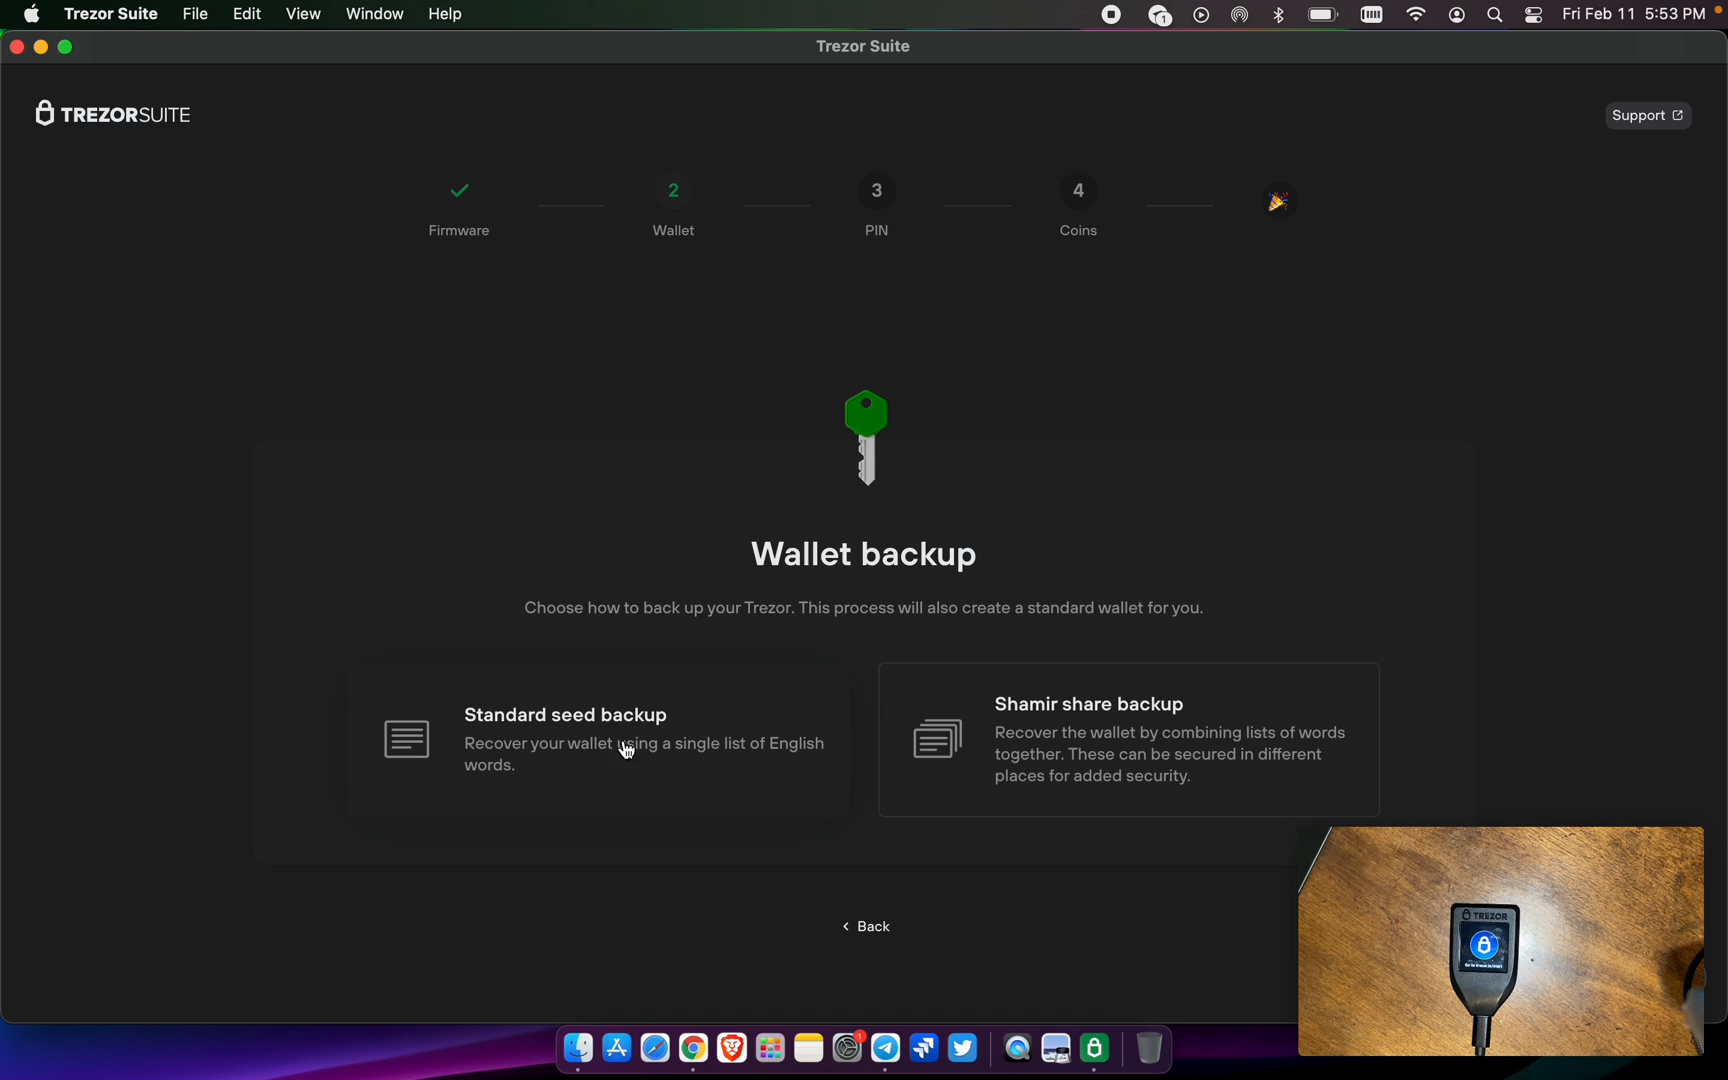 Trezor Suite File Edit View Window Help 1 Fri Feb 11 5:53 PM
Trezor Suite
TREZORSUITE
Support
2 3 4
Firmware Wallet PIN Coins
Wallet backup
Choose how to back up your Trezor. This process will also create a standard wallet for you.
Standard seed backup
Recover your wallet using a single list of English
words.
Shamir share backup
Recover the wallet by combining lists of words
together. These can be secured in different
places for added security.
< Back
TREZOR
1